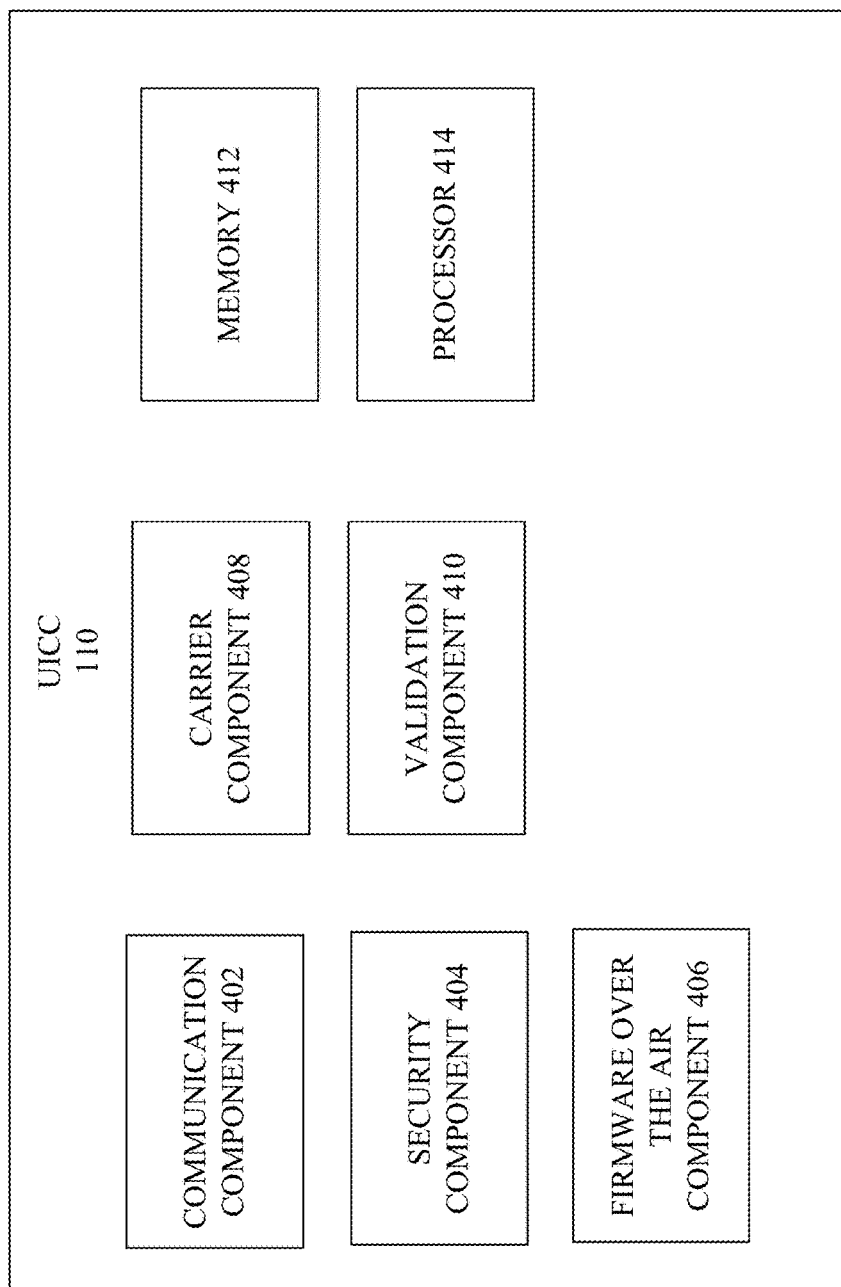 UICC
110
COMMUNICATION
COMPONENT 402
SECURITY
COMPONENT 404
FIRMWARE OVER
THE AIR
COMPONENT 406
CARRIER
COMPONENT 408
VALIDATION
COMPONENT 410
MEMORY 412
PROCESSOR 414